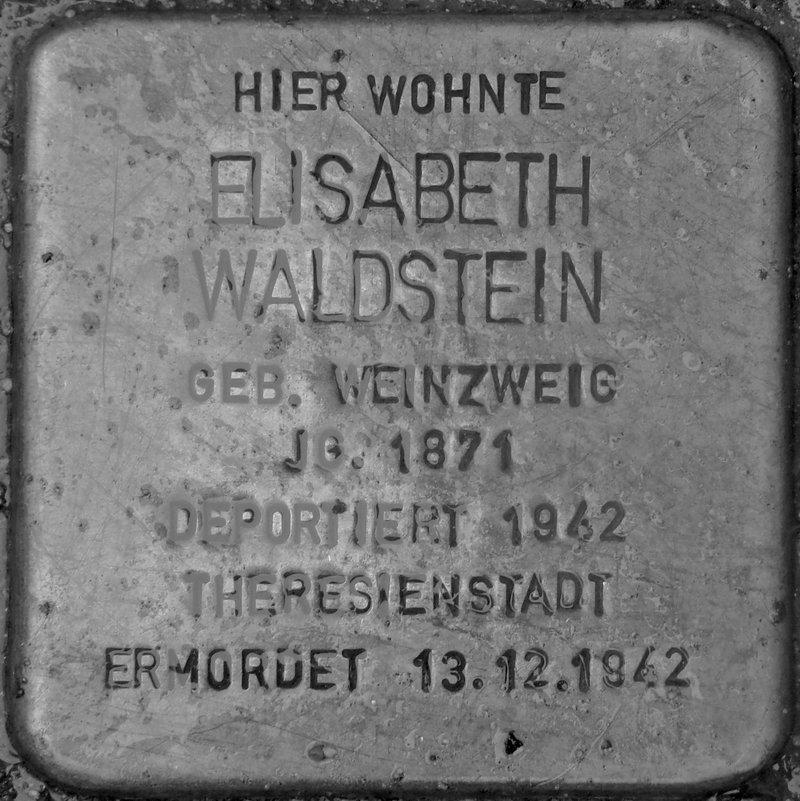 HIER WOHNTE
ELISABETH
WALDSTEIN
GEB. WEINZWEIG
JG. 1871
DEPORTIERT 1942
THERESIENSTADT
ERMORDET 13.12.1942